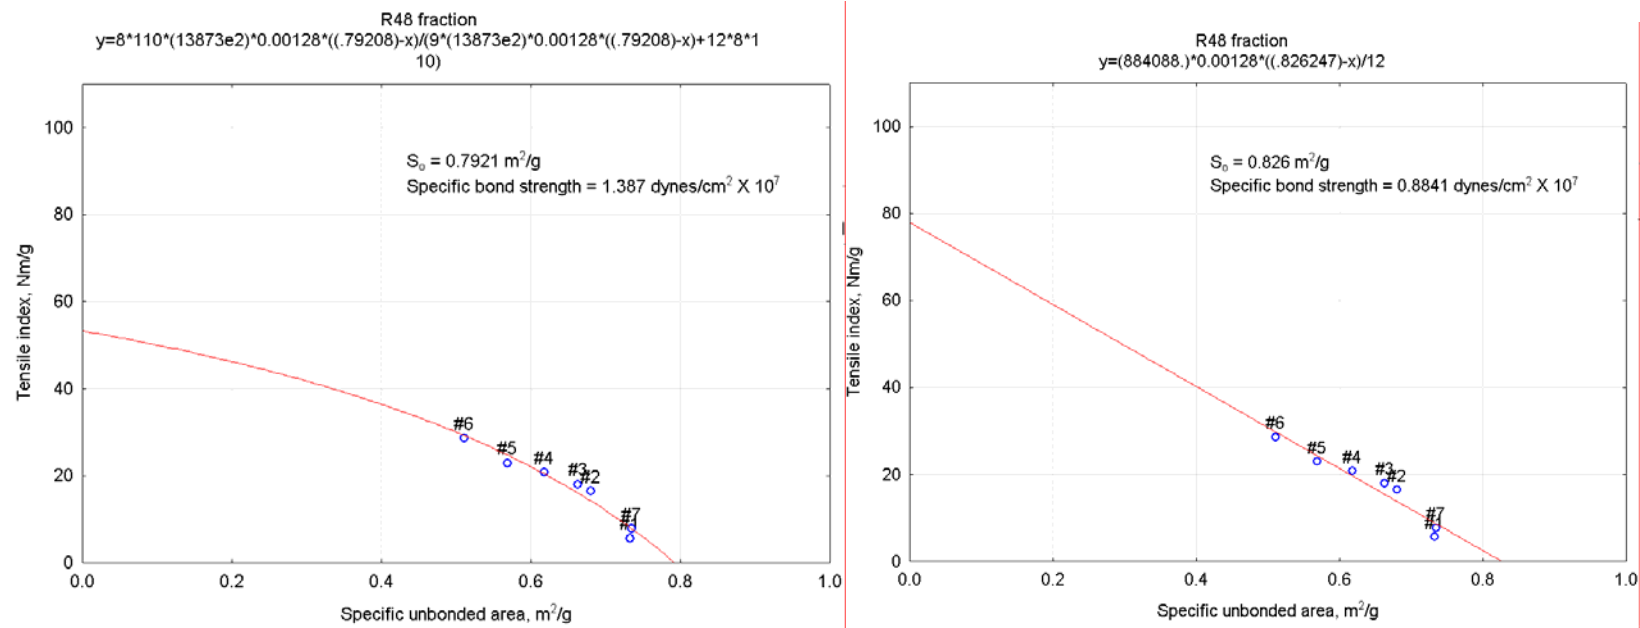 R48 fraction
y=8*110*(13873e2)*0.00128*((.79208)-x)/(9*(13873e2)*0.00128*((.79208)-x)+12*8*1
10)
100
80
60
40
20
0
Tensile index, Nm/g
S₀ = 0.7921 m²/g
Specific bond strength = 1.387 dynes/cm² X 10⁷
#6
#5
#4
#3
#2
#7
#1
0.0 0.2 0.4 0.6 0.8 1.0
Specific unbonded area, m²/g
R48 fraction
y=(884088.)*0.00128*((.826247)-x)/12
100
80
60
40
20
0
Tensile index, Nm/g
S₀ = 0.826 m²/g
Specific bond strength = 0.8841 dynes/cm² X 10⁷
#6
#5
#4
#3
#2
#7
#1
0.0 0.2 0.4 0.6 0.8 1.0
Specific unbonded area, m²/g